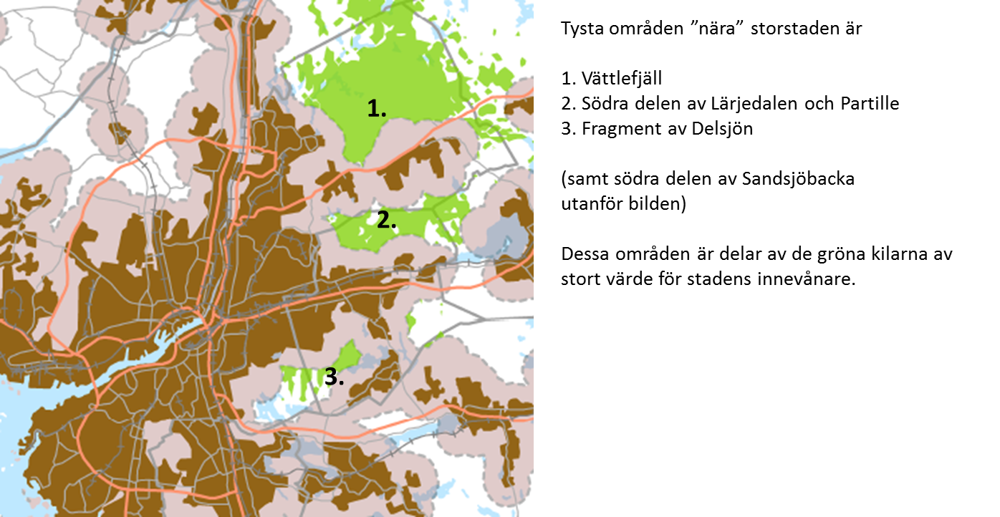 Tysta områden ”nära” storstaden är
1. Vättlefjäll
2. Södra delen av Lärjedalen och Partille
3. Fragment av Delsjön
(samt södra delen av Sandsjöbacka
utanför bilden)
Dessa områden är delar av de gröna kilarna av
stort värde för stadens innevånare.
1.
2.
3.